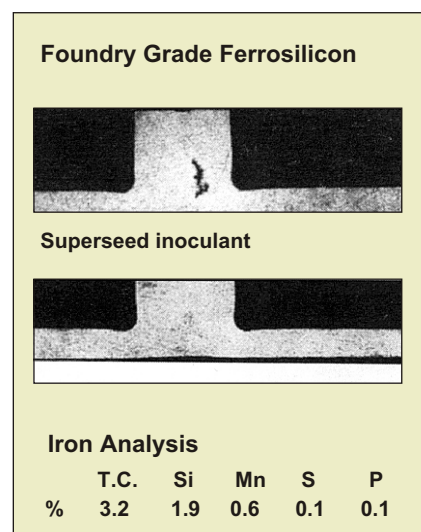 Foundry Grade Ferrosilicon
Superseed inoculant
Iron Analysis
T.C. Si Mn S P
% 3.2 1.9 0.6 0.1 0.1